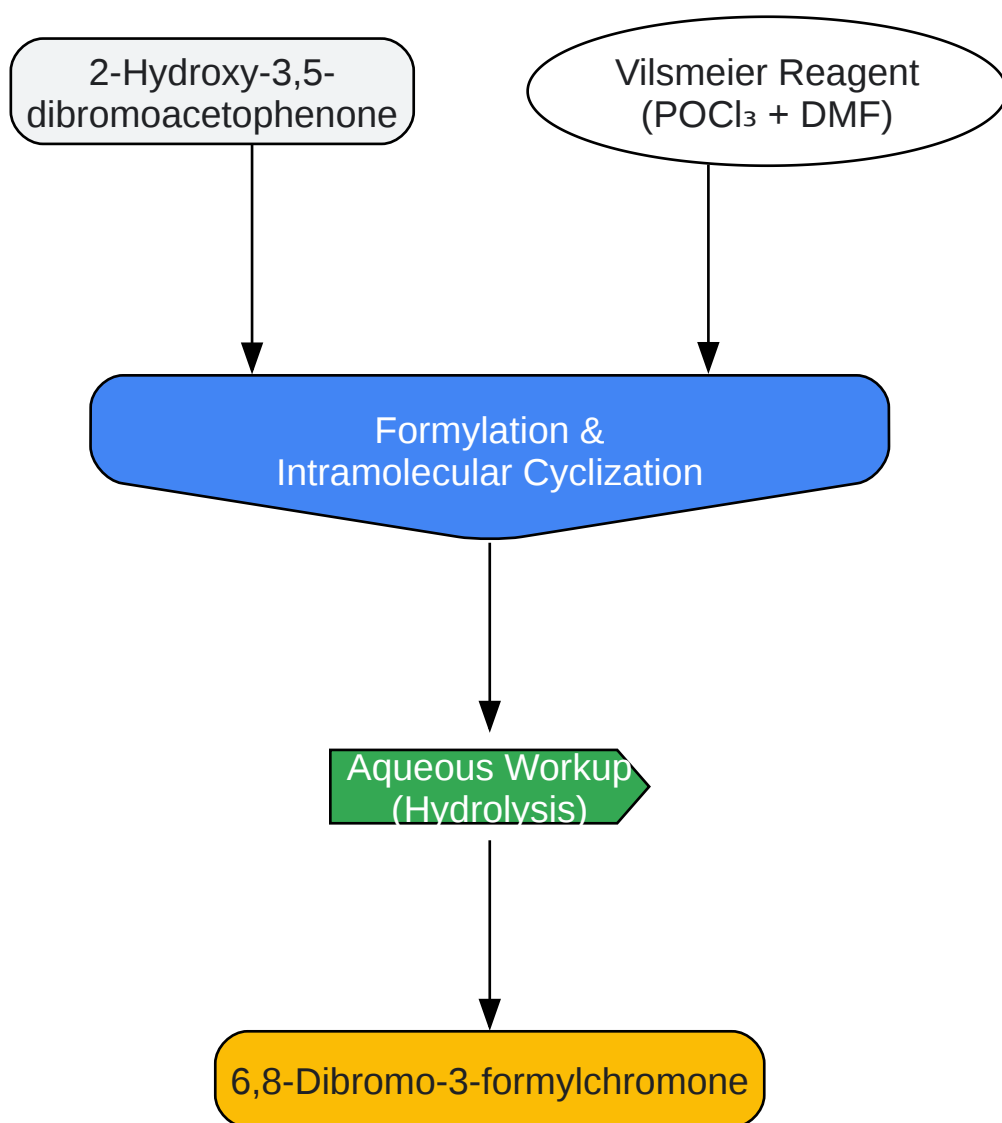 2-Hydroxy-3,5-
dibromoacetophenone
Vilsmeier Reagent
(POCl₃ + DMF)
Formylation &
Intramolecular Cyclization
Aqueous Workup
(Hydrolysis)
6,8-Dibromo-3-formylchromone